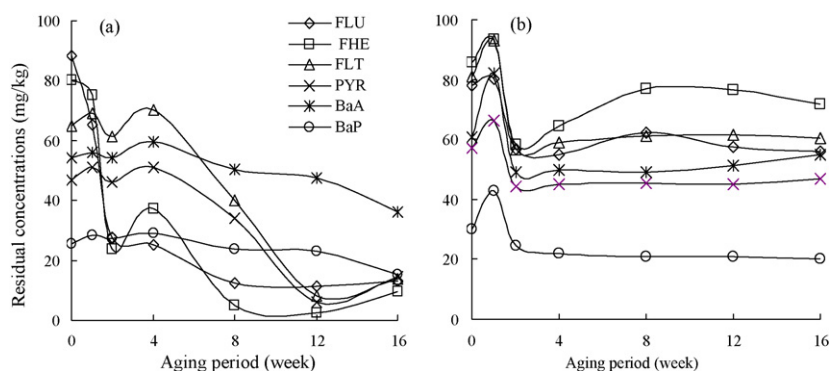 (a)
FLU
FHE
FLT
PYR
BaA
BaP
Residual concentrations (mg/kg)
100
80
60
40
20
0
0 4 8 12 16
Aging period (week)
(b)
100
80
60
40
20
0
0 4 8 12 16
Aging period (week)